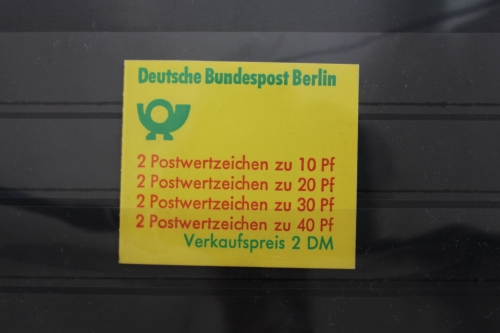 Deutsche Bundespost Berlin
2 Postwertzeichen zu 10 Pf
2 Postwertzeichen zu 20 Pf
2 Postwertzeichen zu 30 Pf
2 Postwertzeichen zu 40 Pf
Verkaufspreis 2 DM